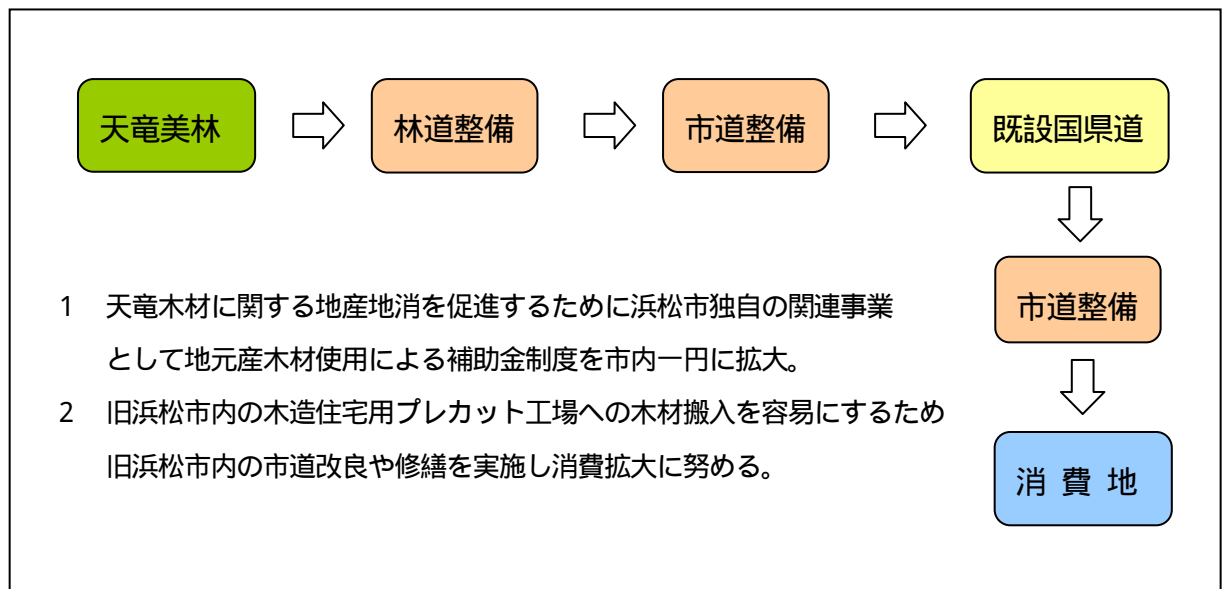 天竜美林
林道整備
市道整備
既設国県道
市道整備
消 費 地
1 天竜木材に関する地産地消を促進するために浜松市独自の関連事業
として地元産木材使用による補助金制度を市内一円に拡大。
2 旧浜松市内の木造住宅用プレカット工場への木材搬入を容易にするため
旧浜松市内の市道改良や修繕を実施し消費拡大に努める。